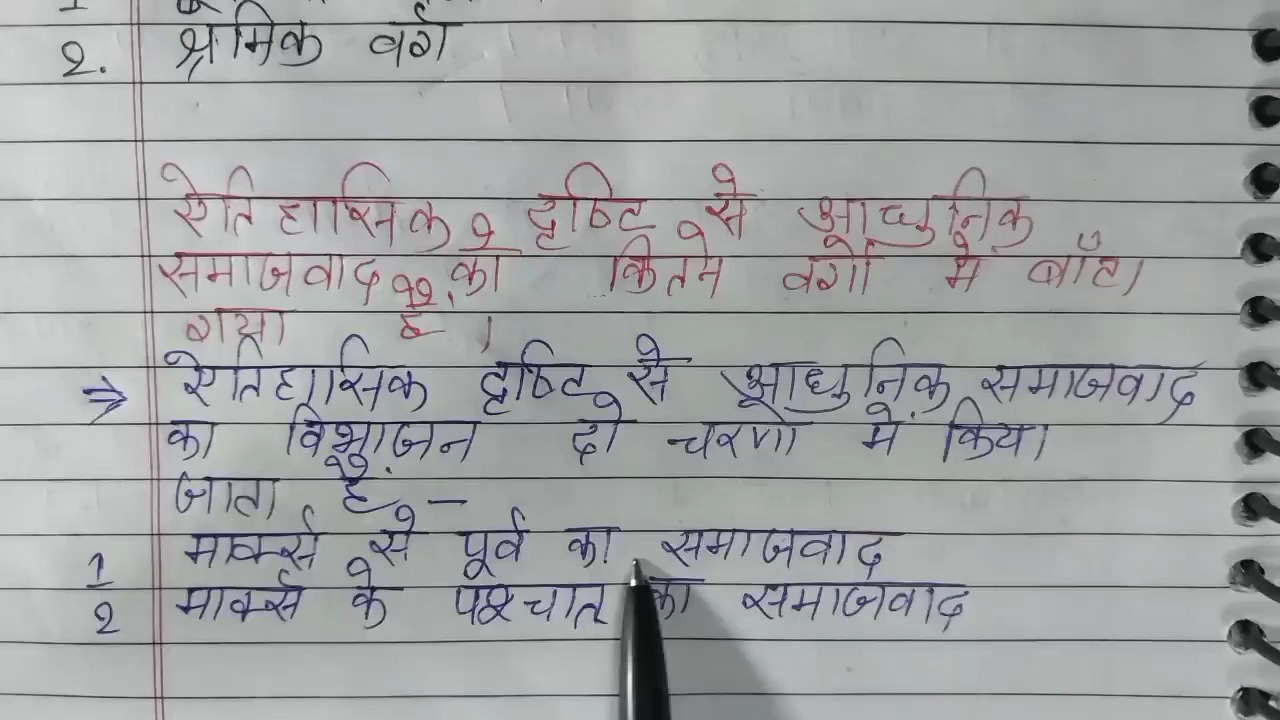 2. श्रमिक वर्ग
ऐतिहासिक दृष्टि से आधुनिक
समाजवाद को कितने वर्गो में बाँटा
गया है।
⇒ ऐतिहासिक दृष्टि से आधुनिक समाजवाद
का विभाजन दो चरणो में किया
जाता है –
1 मार्क्स से पूर्व का समाजवाद
2 मार्क्स के पश्चात का समाजवाद